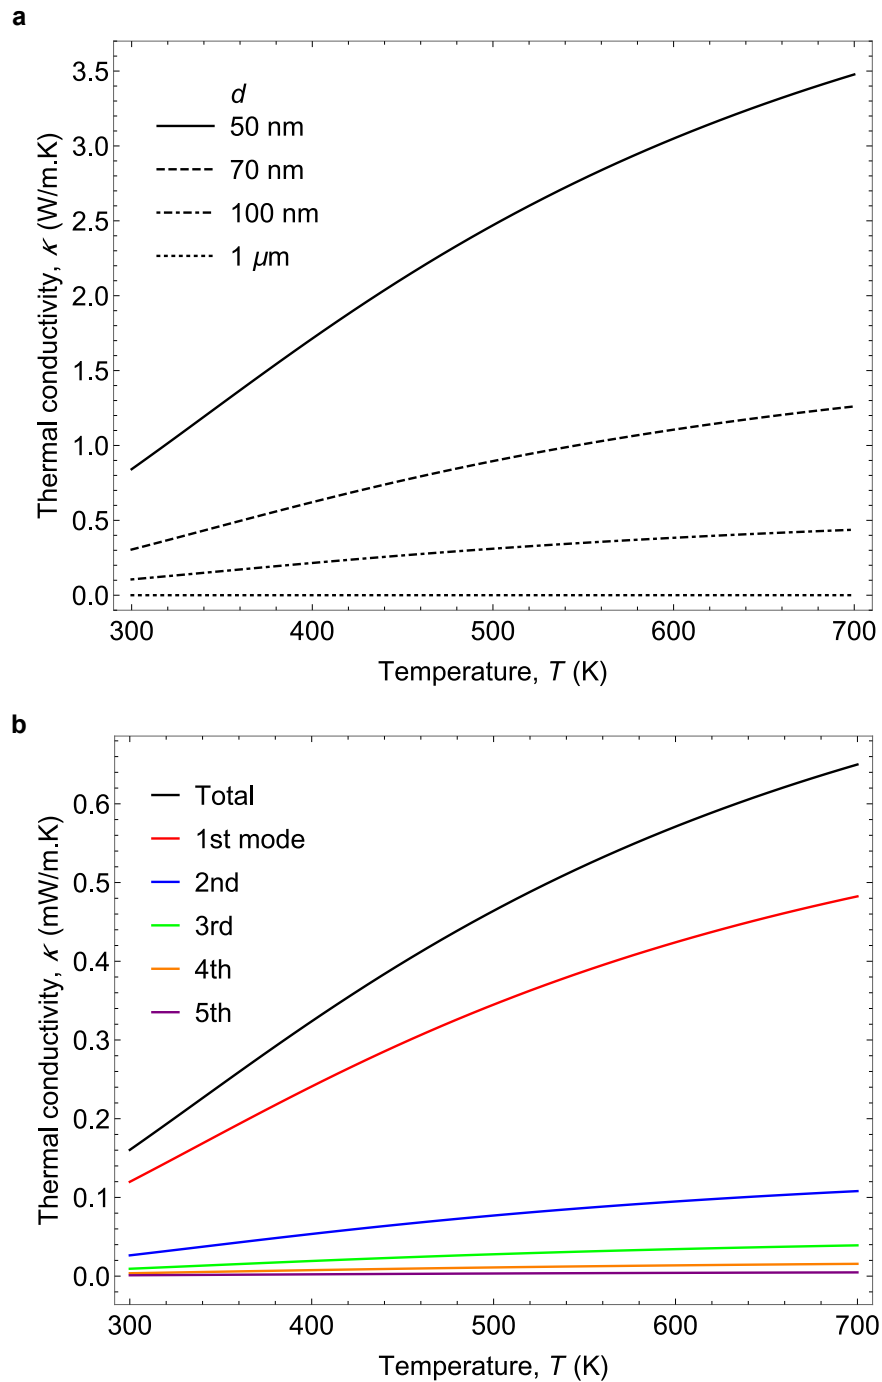 a
Thermal conductivity, κ (W/m.K)
3.5
3.0
2.5
2.0
1.5
1.0
0.5
0.0
d
50 nm
70 nm
100 nm
1 μm
300 400 500 600 700
Temperature, T (K)
b
Thermal conductivity, κ (mW/m.K)
0.6
0.5
0.4
0.3
0.2
0.1
0.0
Total
1st mode
2nd
3rd
4th
5th
300 400 500 600 700
Temperature, T (K)